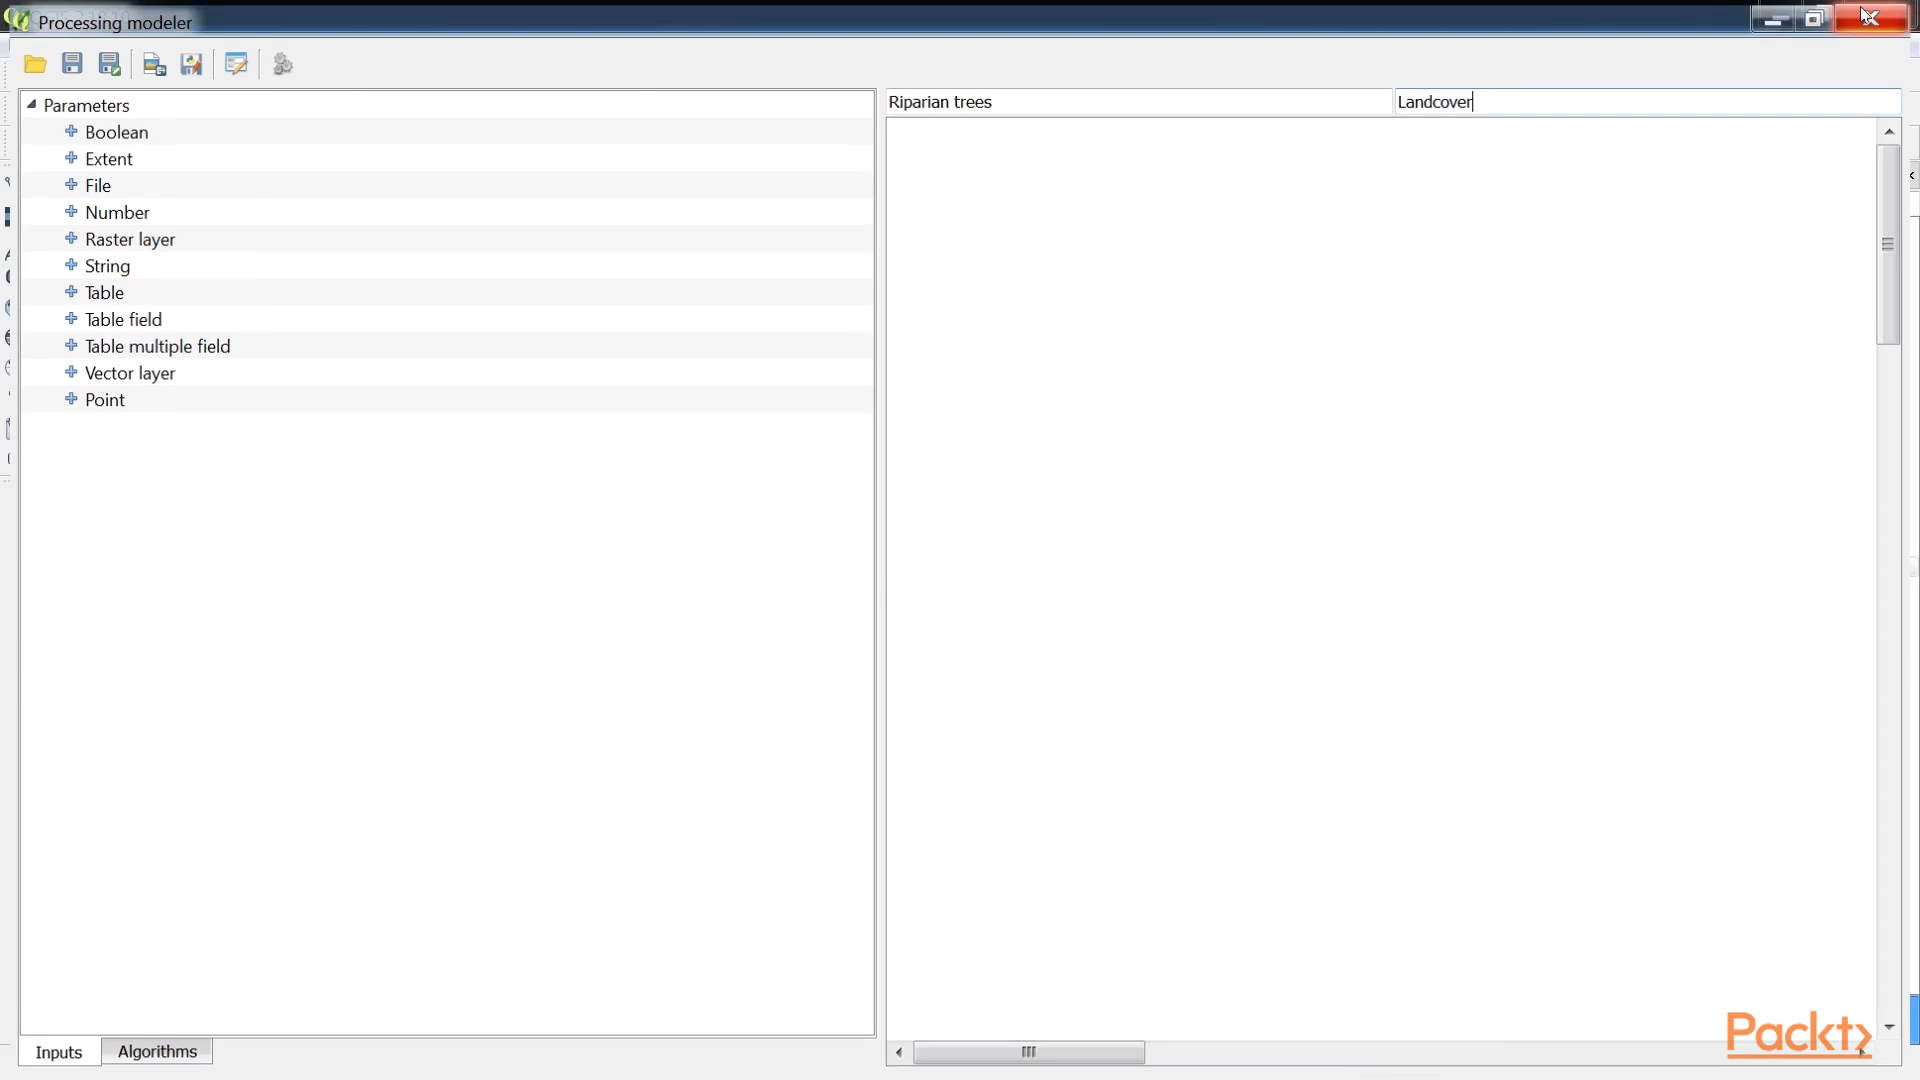 Processing modeler
Riparian trees
Landcover
Parameters
Boolean
Extent
File
Number
Raster layer
String
Table
Table field
Table multiple field
Vector layer
Point
Inputs
Algorithms
Packt